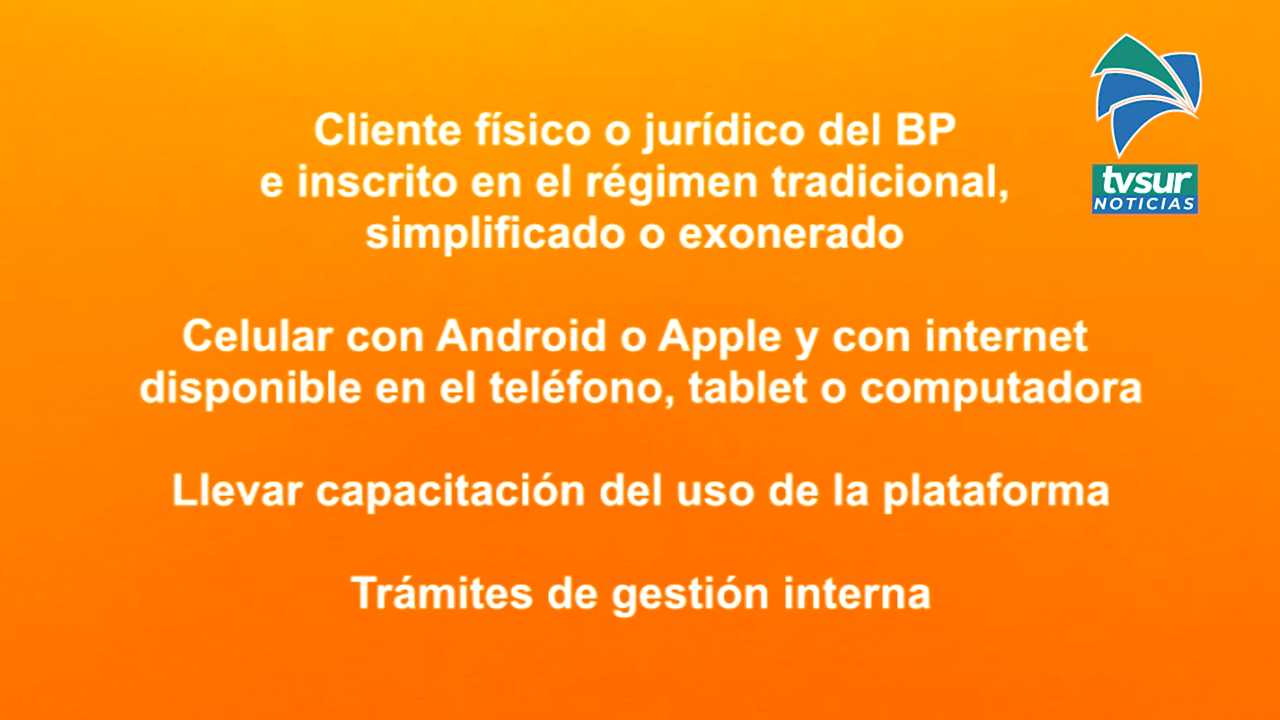 Cliente físico o jurídico del BP
e inscrito en el régimen tradicional,
simplificado o exonerado
Celular con Android o Apple y con internet
disponible en el teléfono, tablet o computadora
Llevar capacitación del uso de la plataforma
Trámites de gestión interna
tvsur
NOTICIAS